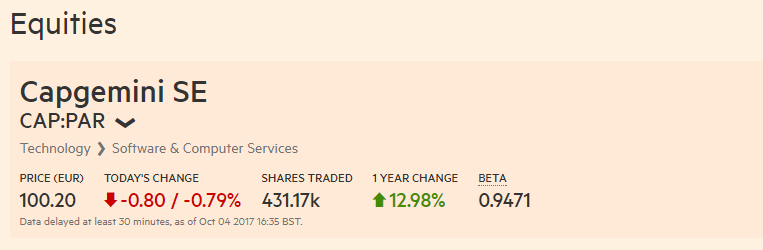 Equities
Capgemini SE
CAP:PAR
Technology ❯ Software & Computer Services
PRICE (EUR) TODAY'S CHANGE SHARES TRADED 1 YEAR CHANGE BETA
100.20 -0.80 / -0.79% 431.17k 12.98% 0.9471
Data delayed at least 30 minutes, as of Oct 04 2017 16:35 BST.